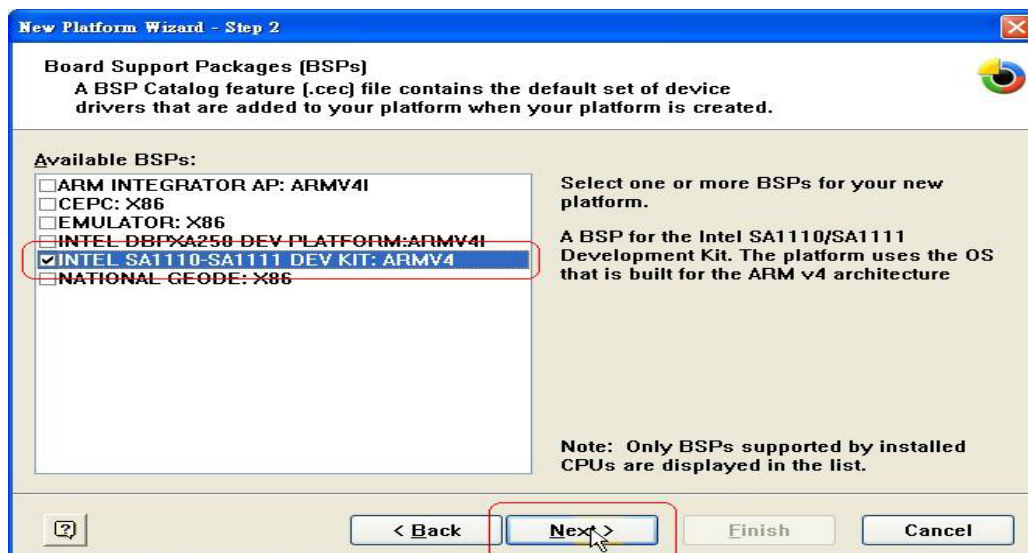 New Platform Wizard - Step 2
Board Support Packages (BSPs)
A BSP Catalog feature (.cec) file contains the default set of device
drivers that are added to your platform when your platform is created.
Available BSPs:
ARM INTEGRATOR AP: ARMV4I
CEPC: X86
EMULATOR: X86
INTEL DBPXA250 DEV PLATFORM:ARMV4I
INTEL SA1110-SA1111 DEV KIT: ARMV4
NATIONAL GEODE: X86
Select one or more BSPs for your new
platform.
A BSP for the Intel SA1110/SA1111
Development Kit. The platform uses the OS
that is built for the ARM v4 architecture
Note: Only BSPs supported by installed
CPUs are displayed in the list.
< Back
Next >
Finish
Cancel